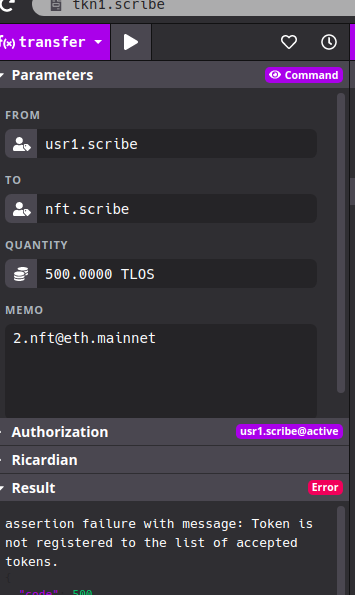 tkn1.scribe
f(x) transfer
Parameters
Command
FROM
usr1.scribe
TO
nft.scribe
QUANTITY
500.0000 TLOS
MEMO
2.nft@eth.mainnet
Authorization
usr1.scribe@active
Ricardian
Result
Error
assertion failure with message: Token is
not registered to the list of accepted
tokens.
{
"code": 500